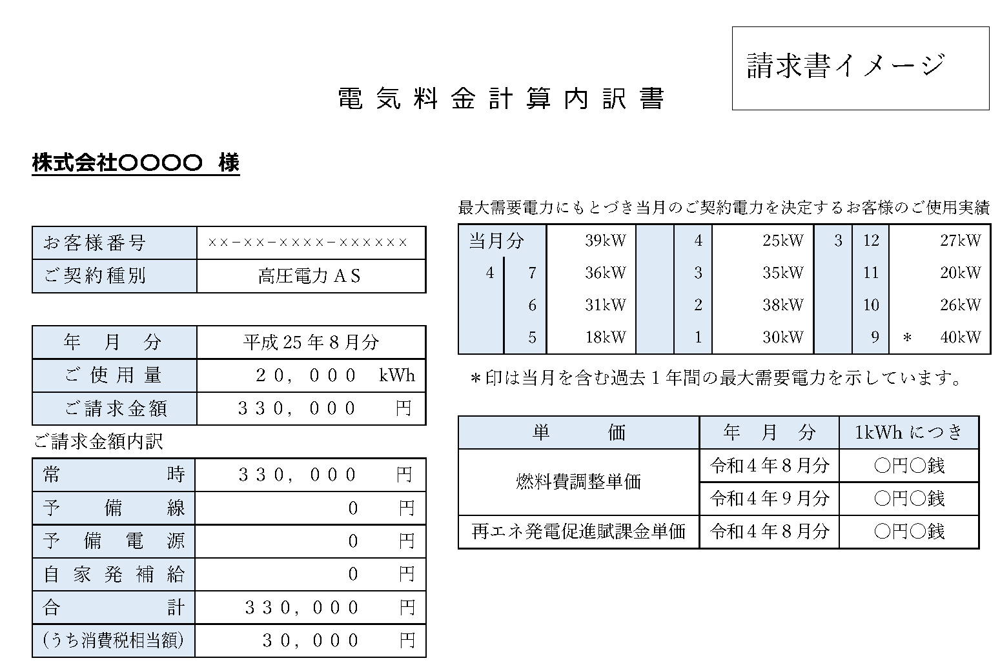 請求書イメージ
電気料金計算内訳書
株式会社〇〇〇〇 様
お客様番号 ××-××-××××-××××××
ご契約種別 高圧電力ＡＳ
年月分 平成25年8月分
ご使用量 ２０，０００ kWh
ご請求金額 ３３０，０００ 円
ご請求金額内訳
常時 ３３０，０００ 円
予備線 ０ 円
予備電源 ０ 円
自家発補給 ０ 円
合計 ３３０，０００ 円
（うち消費税相当額） ３０，０００ 円
最大需要電力にもとづき当月のご契約電力を決定するお客様のご使用実績
当月分 39kW 4 25kW 3 12 27kW
4 7 36kW 3 35kW 11 20kW
6 31kW 2 38kW 10 26kW
5 18kW 1 30kW 9 ＊ 40kW
＊印は当月を含む過去１年間の最大需要電力を示しています。
単価 年月分 1kWhにつき
燃料費調整単価 令和4年8月分 〇円〇銭
令和4年9月分 〇円〇銭
再エネ発電促進賦課金単価 令和4年8月分 〇円〇銭